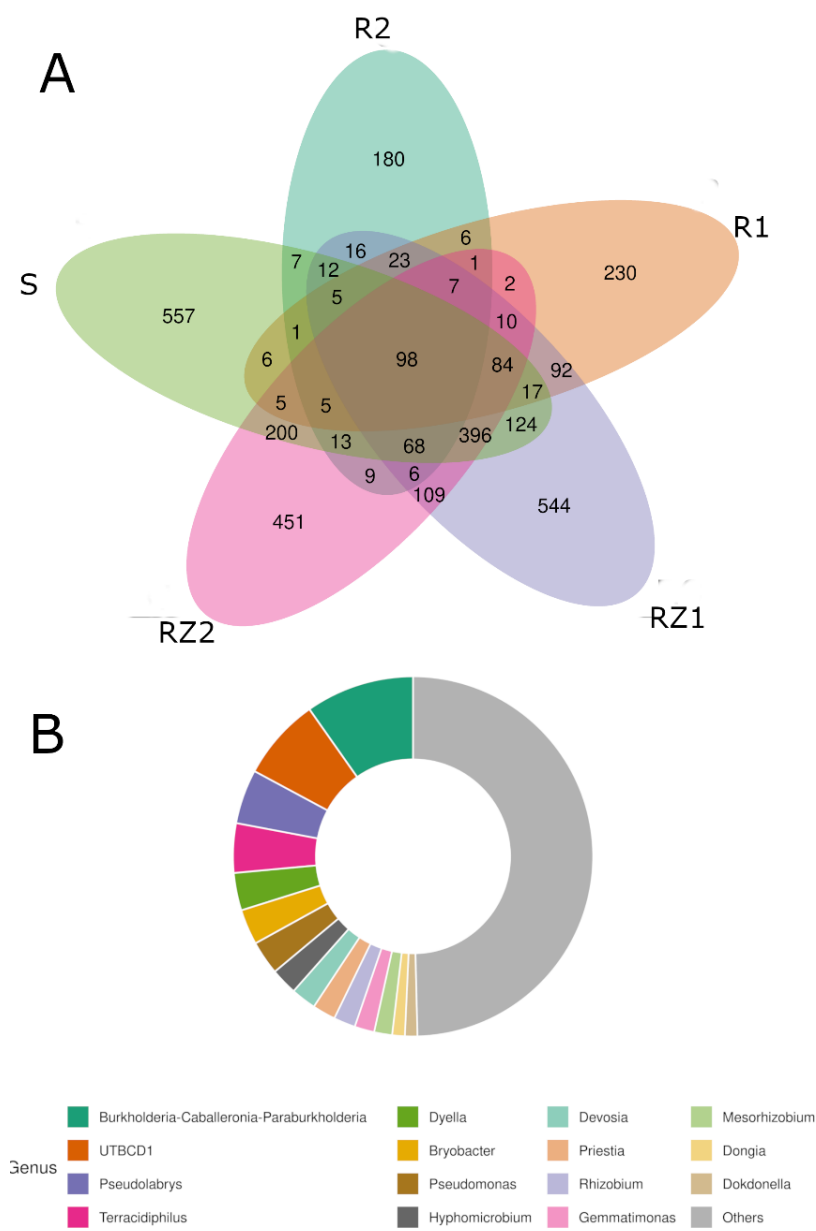 R2
A
180
R1
6
16
23
7
1
12
230
7
2
S
5
557
10
1
6
98
84
92
17
5
5
124
200
396
13
68
9
6
109
544
451
RZ1
RZ2
B
Burkholderia-Caballeronia-Paraburkholderia Dyella Devosia Mesorhizobium
UTBCD1 Bryobacter Priestia Dongia
Genus Pseudolabrys Pseudomonas Rhizobium Dokdonella
Terracidiphilus Hyphomicrobium Gemmatimonas Others